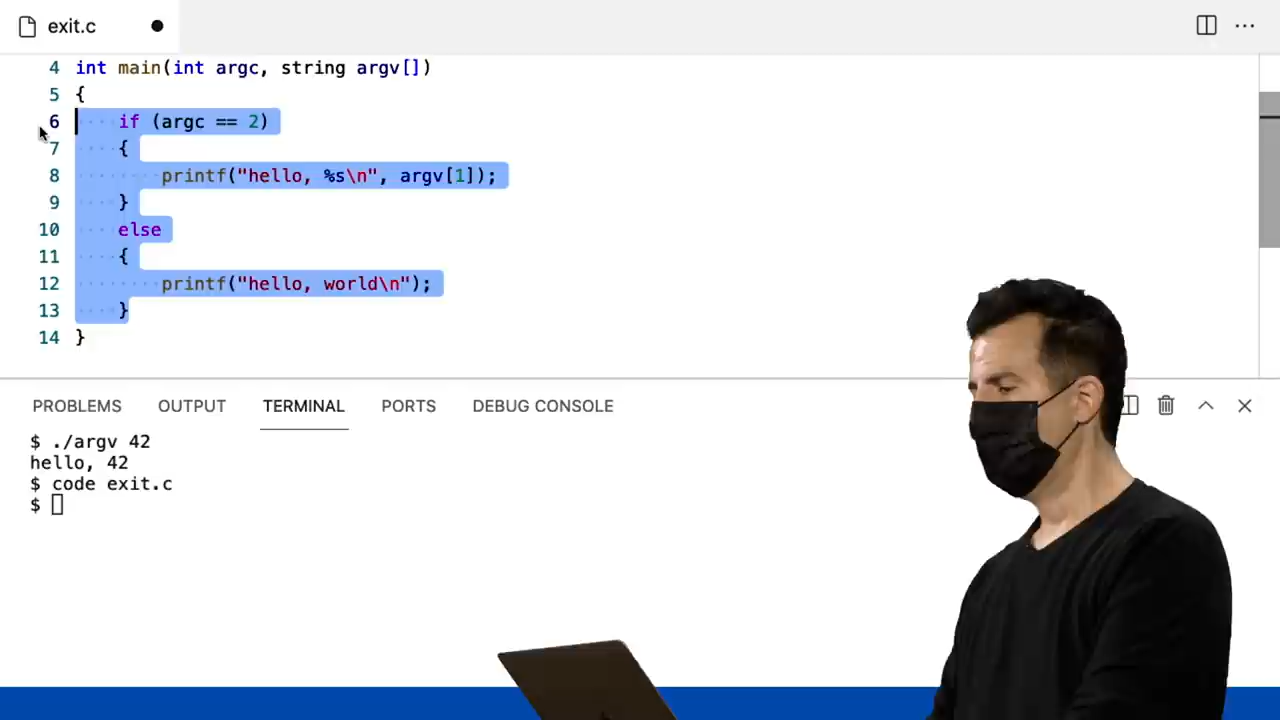 exit.c
4 int main(int argc, string argv[])
5 {
6 if (argc == 2)
7 {
8 printf("hello, %s\n", argv[1]);
9 }
10 else
11 {
12 printf("hello, world\n");
13 }
14 }
PROBLEMS OUTPUT TERMINAL PORTS DEBUG CONSOLE
$ ./argv 42
hello, 42
$ code exit.c
$